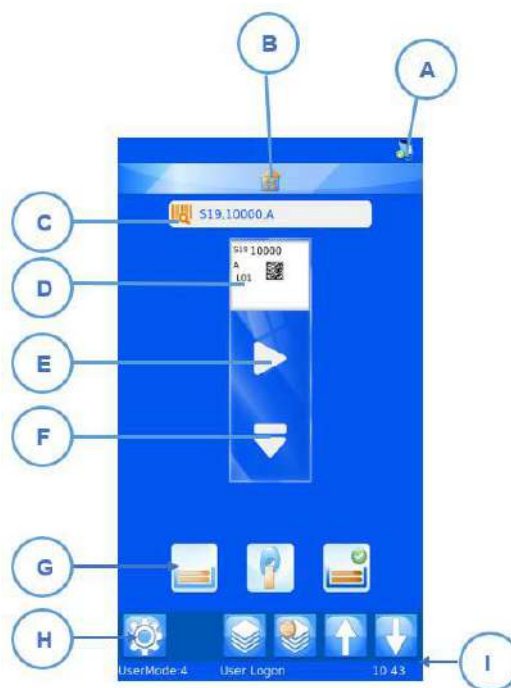 B
A
C
S19.10000.A
D
S19 10000
A
L01
E
F
G
H
I
UserMode:4 User Logon 10 43